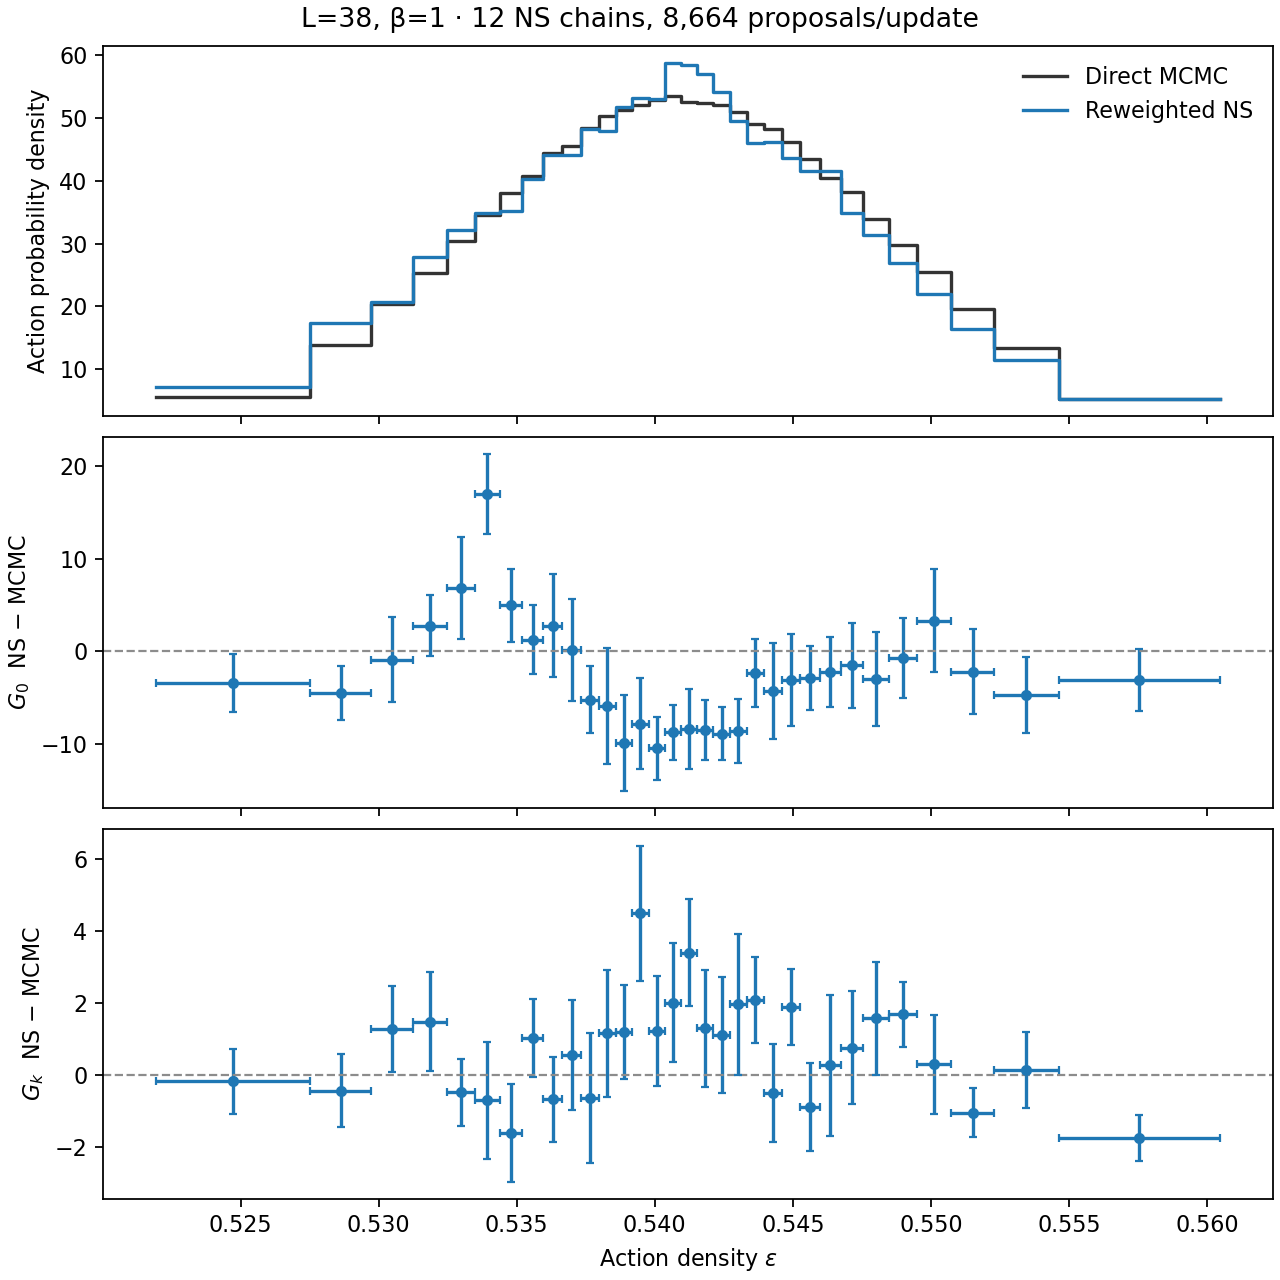 L=38, β=1 · 12 NS chains, 8,664 proposals/update
Action probability density
60
50
40
30
20
10
Direct MCMC
Reweighted NS
G₀ NS − MCMC
20
10
0
−10
Gₖ NS − MCMC
6
4
2
0
−2
0.525 0.530 0.535 0.540 0.545 0.550 0.555 0.560
Action density ε